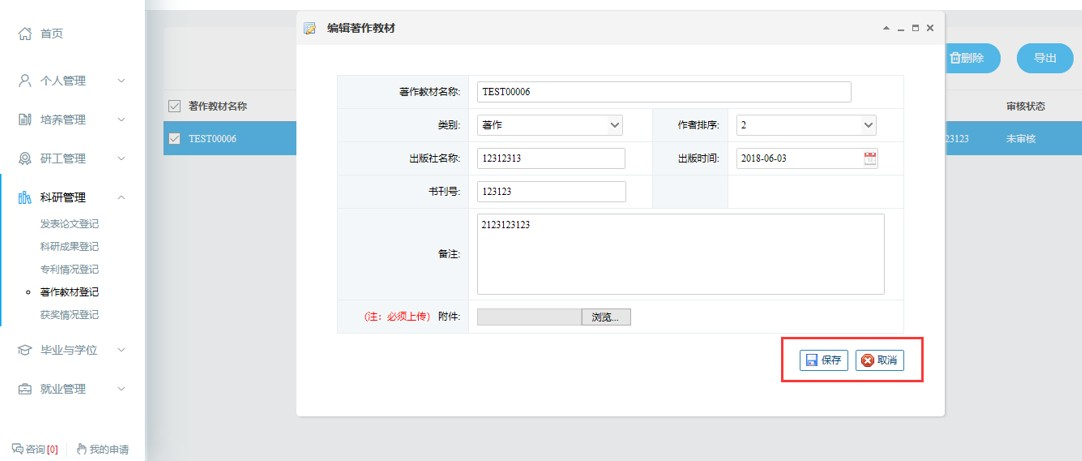 首页
个人管理
培养管理
研工管理
科研管理
发表论文登记
科研成果登记
专利情况登记
著作教材登记
获奖情况登记
毕业与学位
就业管理
咨询[0] 我的申请
删除 导出
著作教材名称 审核状态
TEST00006 23123 未审核
编辑著作教材
著作教材名称: TEST00006
类别: 著作 作者排序: 2
出版社名称: 12312313 出版时间: 2018-06-03
书刊号: 123123
备注: 2123123123
(注：必须上传) 附件: 浏览...
保存 取消